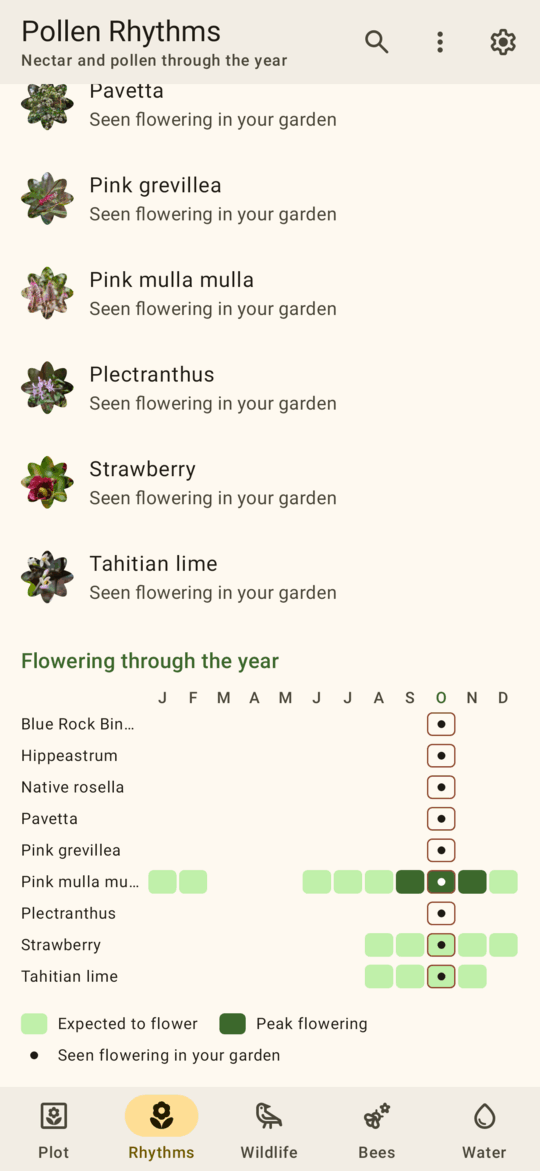 Pollen Rhythms
Nectar and pollen through the year
Pavetta
Seen flowering in your garden
Pink grevillea
Seen flowering in your garden
Pink mulla mulla
Seen flowering in your garden
Plectranthus
Seen flowering in your garden
Strawberry
Seen flowering in your garden
Tahitian lime
Seen flowering in your garden
Flowering through the year
J F M A M J J A S O N D
Blue Rock Bin...
Hippeastrum
Native rosella
Pavetta
Pink grevillea
Pink mulla mu...
Plectranthus
Strawberry
Tahitian lime
Expected to flower Peak flowering
Seen flowering in your garden
Plot Rhythms Wildlife Bees Water